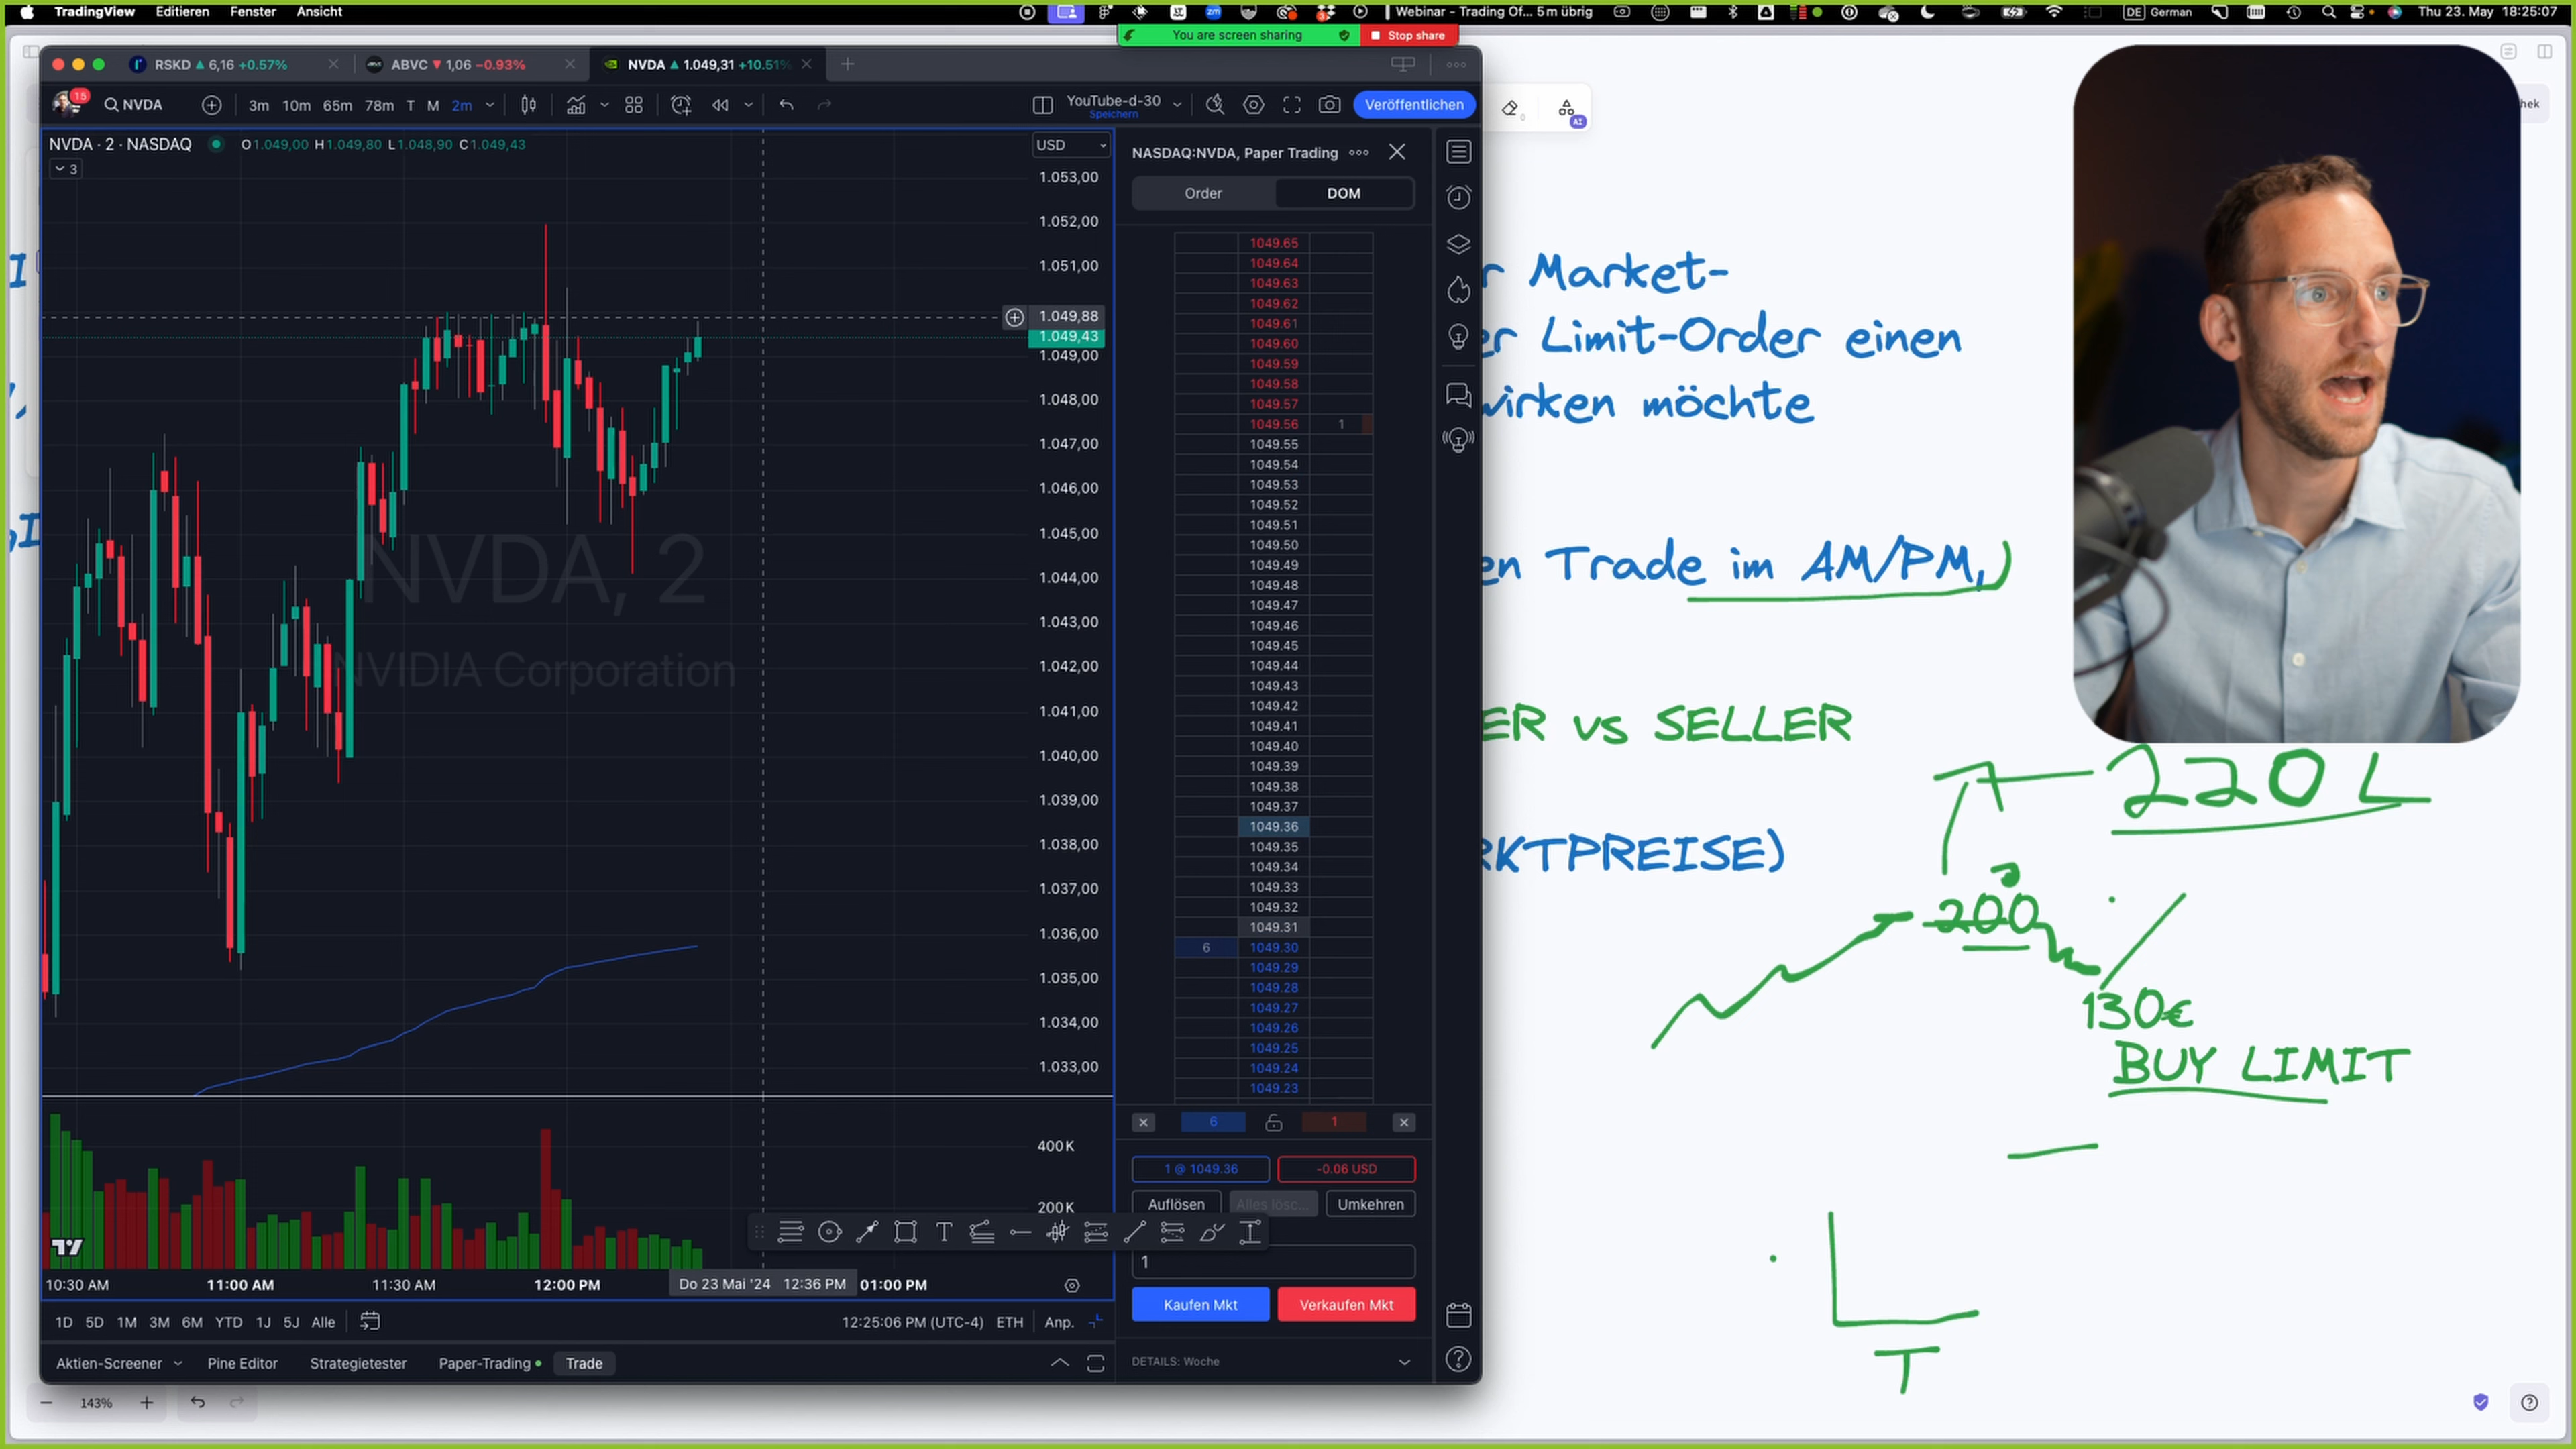 TradingView Editieren Fenster Ansicht
Webinar - Trading Of... 5 m übrig
DE German
Thu 23. May 18:25:07
You are screen sharing
Stop share
RSKD 6,16 +0.57%
ABVC 1,06 −0.93%
NVDA 1.049,31 +10.51%
15
NVDA
3m 10m 65m 78m T M 2m
YouTube-d-30
Speichern
Veröffentlichen
NVDA · 2 · NASDAQ
O1.049,00 H1.049,80 L1.048,90 C1.049,43
3
USD
1.053,00
1.052,00
1.051,00
1.049,88
1.049,43
1.049,00
1.048,00
1.047,00
1.046,00
1.045,00
1.044,00
1.043,00
1.042,00
1.041,00
1.040,00
1.039,00
1.038,00
1.037,00
1.036,00
1.035,00
1.034,00
1.033,00
400 K
200 K
NVDA, 2
NVIDIA Corporation
10:30 AM 11:00 AM 11:30 AM 12:00 PM Do 23 Mai '24 12:36 PM 01:00 PM
1D 5D 1M 3M 6M YTD 1J 5J Alle
12:25:06 PM (UTC-4) ETH Anp.
Aktien-Screener Pine Editor Strategietester Paper-Trading Trade
NASDAQ:NVDA, Paper Trading
Order DOM
1049.65
1049.64
1049.63
1049.62
1049.61
1049.60
1049.59
1049.58
1049.57
1049.56 1
1049.55
1049.54
1049.53
1049.52
1049.51
1049.50
1049.49
1049.48
1049.47
1049.46
1049.45
1049.44
1049.43
1049.42
1049.41
1049.40
1049.39
1049.38
1049.37
1049.36
1049.35
1049.34
1049.33
1049.32
1049.31
6 1049.30
1049.29
1049.28
1049.27
1049.26
1049.25
1049.24
1049.23
6 1
1 @ 1049.36 -0.06 USD
Auflösen Alles lösc... Umkehren
1
Kaufen Mkt Verkaufen Mkt
DETAILS: Woche
AI
hek
r Market-
er Limit-Order einen
wirken möchte
en Trade im AM/PM,)
ER vs SELLER
RKTPREISE)
220 L
200
130€
BUY LIMIT
T
143%